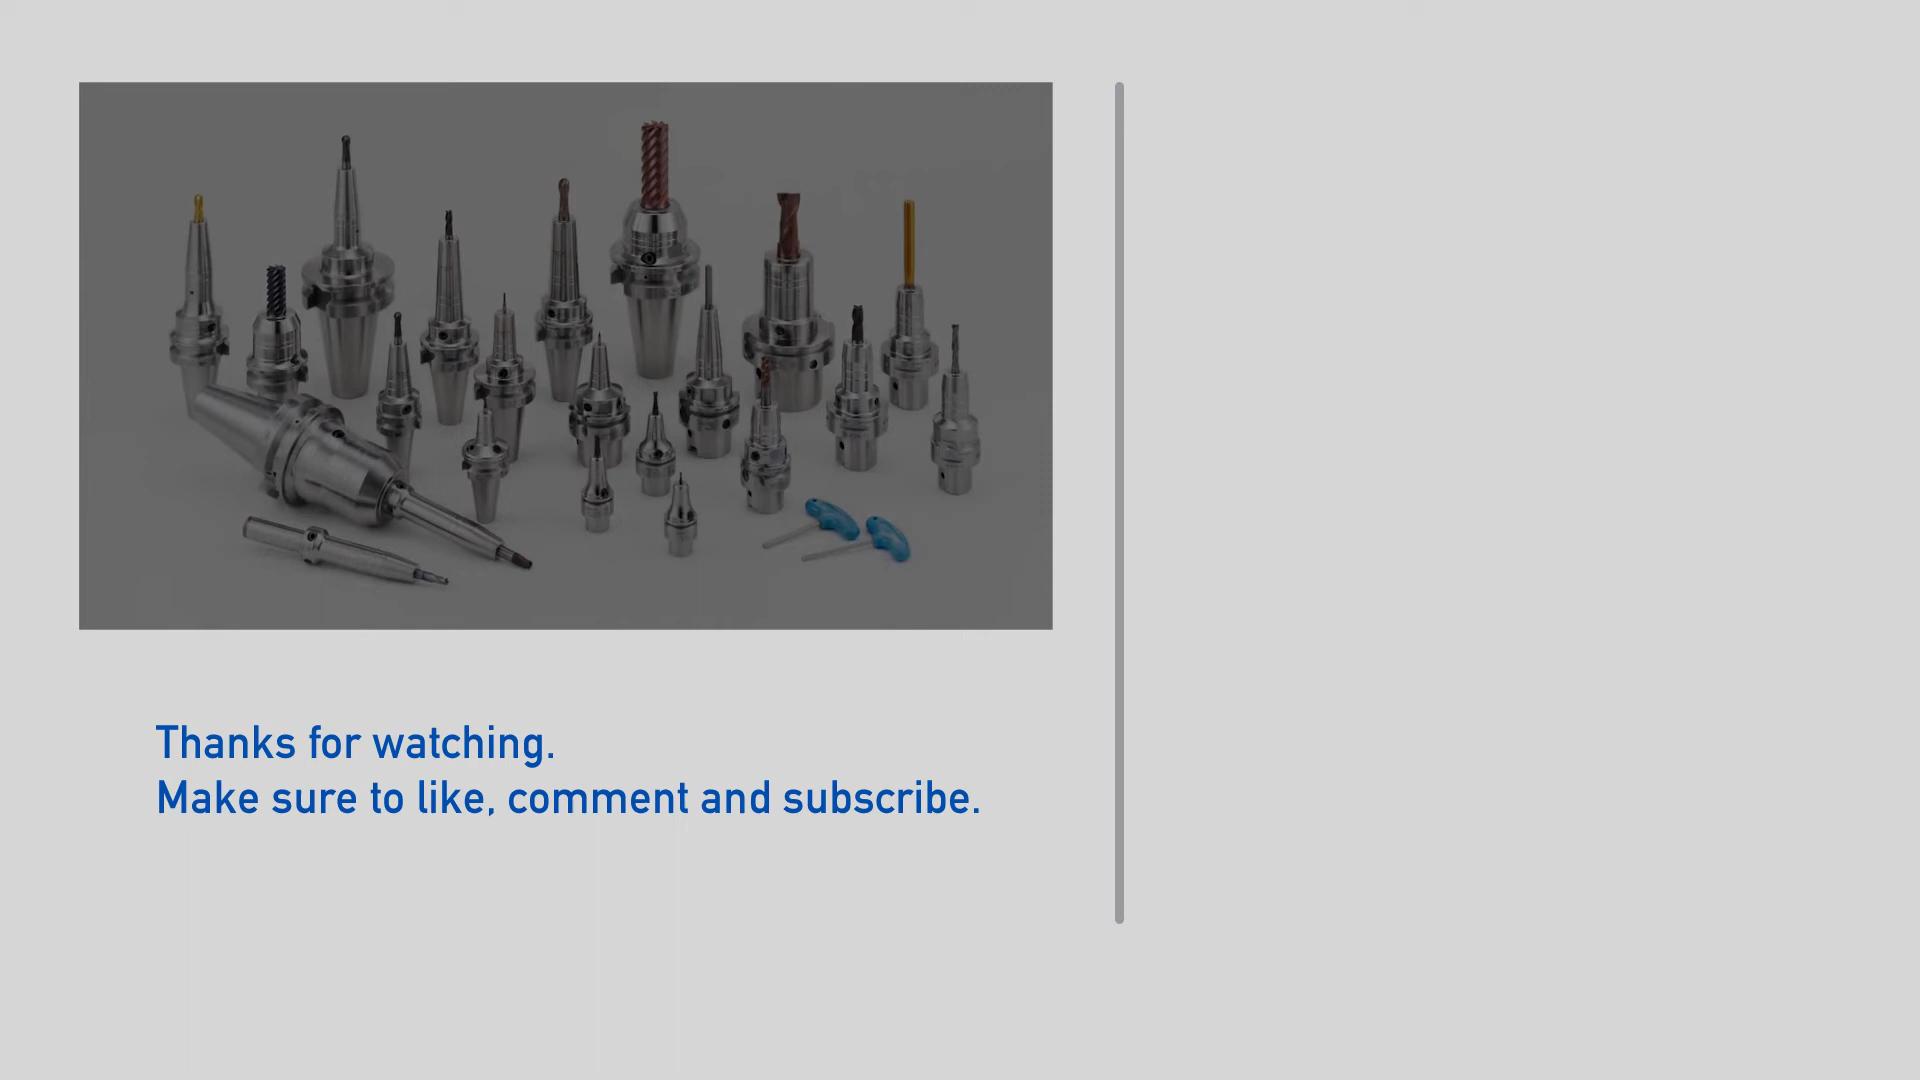 Thanks for watching.
Make sure to like, comment and subscribe.